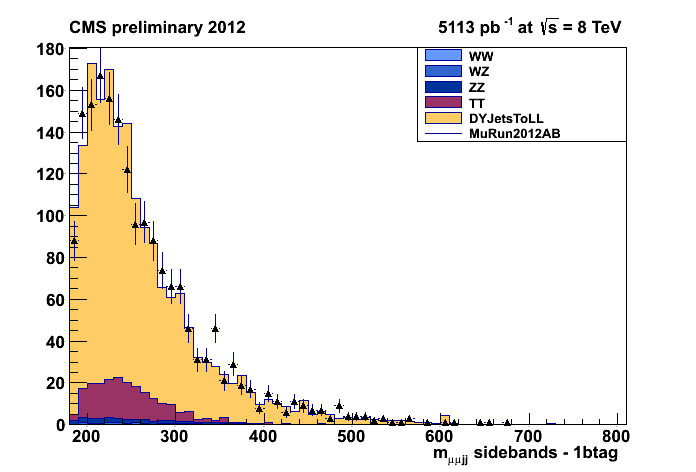 CMS preliminary 2012 5113 pb⁻¹ at √s = 8 TeV
180
WW
WZ
160
ZZ
TT
140
DYJetsToLL
MuRun2012AB
120
100
80
60
40
20
0
200 300 400 500 600 700 800
m_μμjj sidebands - 1btag